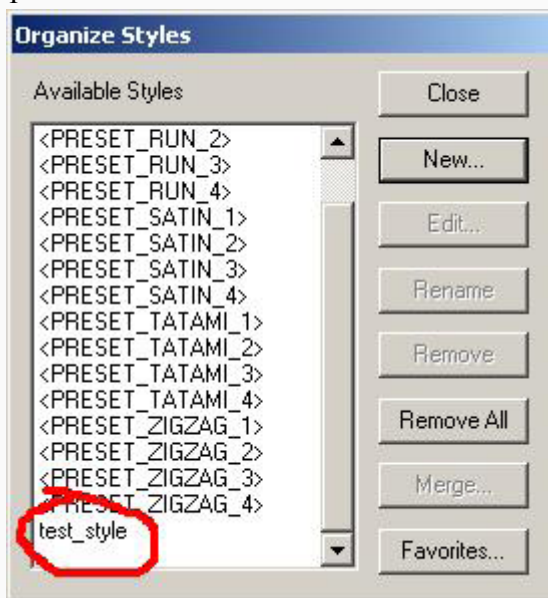 Organize Styles
Available Styles
Close
<PRESET_RUN_2>
<PRESET_RUN_3>
<PRESET_RUN_4>
<PRESET_SATIN_1>
<PRESET_SATIN_2>
<PRESET_SATIN_3>
<PRESET_SATIN_4>
<PRESET_TATAMI_1>
<PRESET_TATAMI_2>
<PRESET_TATAMI_3>
<PRESET_TATAMI_4>
<PRESET_ZIGZAG_1>
<PRESET_ZIGZAG_2>
<PRESET_ZIGZAG_3>
<PRESET_ZIGZAG_4>
test_style
New...
Edit...
Rename
Remove
Remove All
Merge...
Favorites...